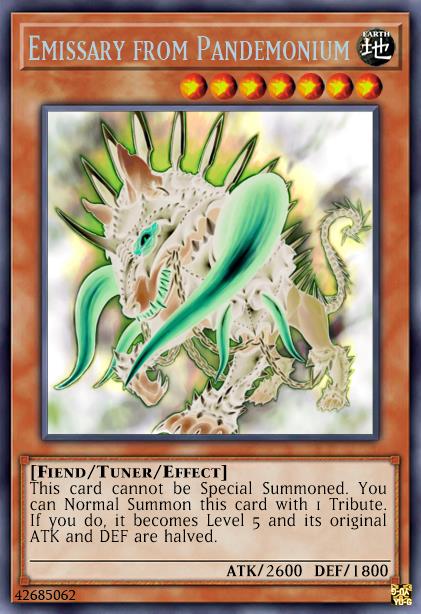 Emissary from Pandemonium
EARTH
地
[Fiend/Tuner/Effect]
This card cannot be Special Summoned. You
can Normal Summon this card with 1 Tribute.
If you do, it becomes Level 5 and its original
ATK and DEF are halved.
ATK/2600 DEF/1800
42685062